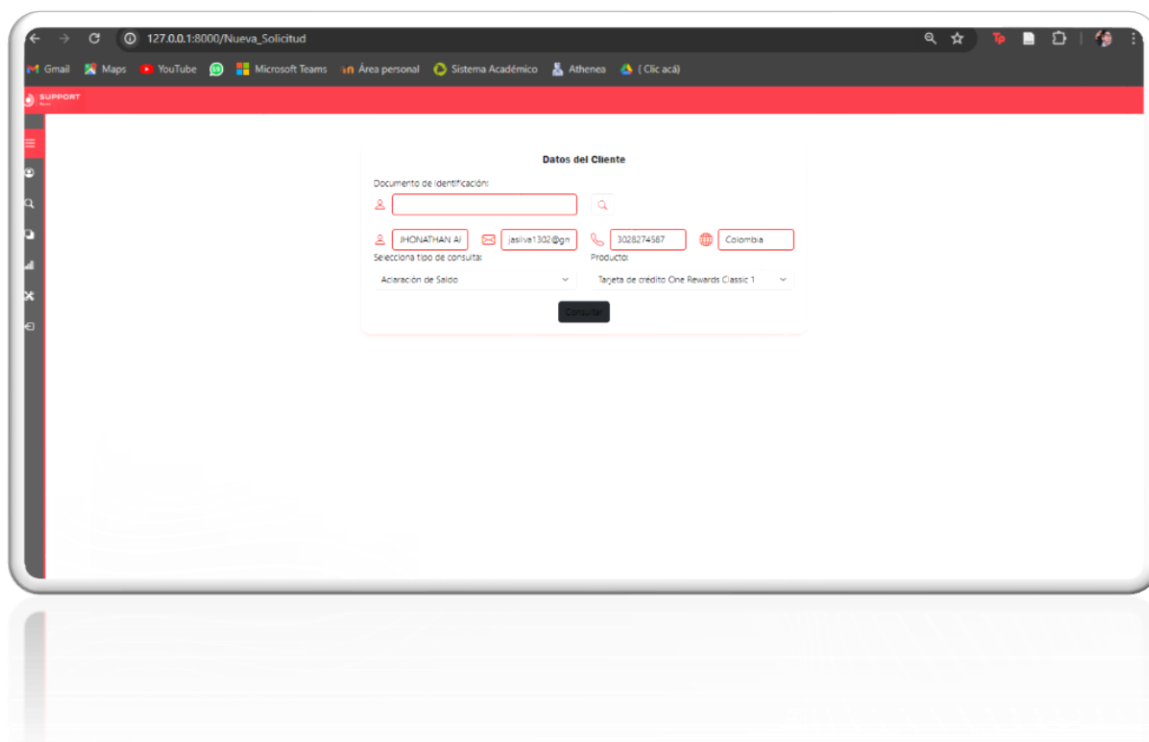 127.0.0.1:8000/Nueva_Solicitud
Gmail Maps YouTube Microsoft Teams Área personal Sistema Académico Athenea ( Clic acá)
SUPPORT
Datos del Cliente
Documento de Identificación:
JHONATHAN Al jasilva1302@gn 3028274587 Colombia
Selecciona tipo de consulta: Producto:
Aclaración de Saldo Tarjeta de crédito One Rewards Classic 1
Consultar